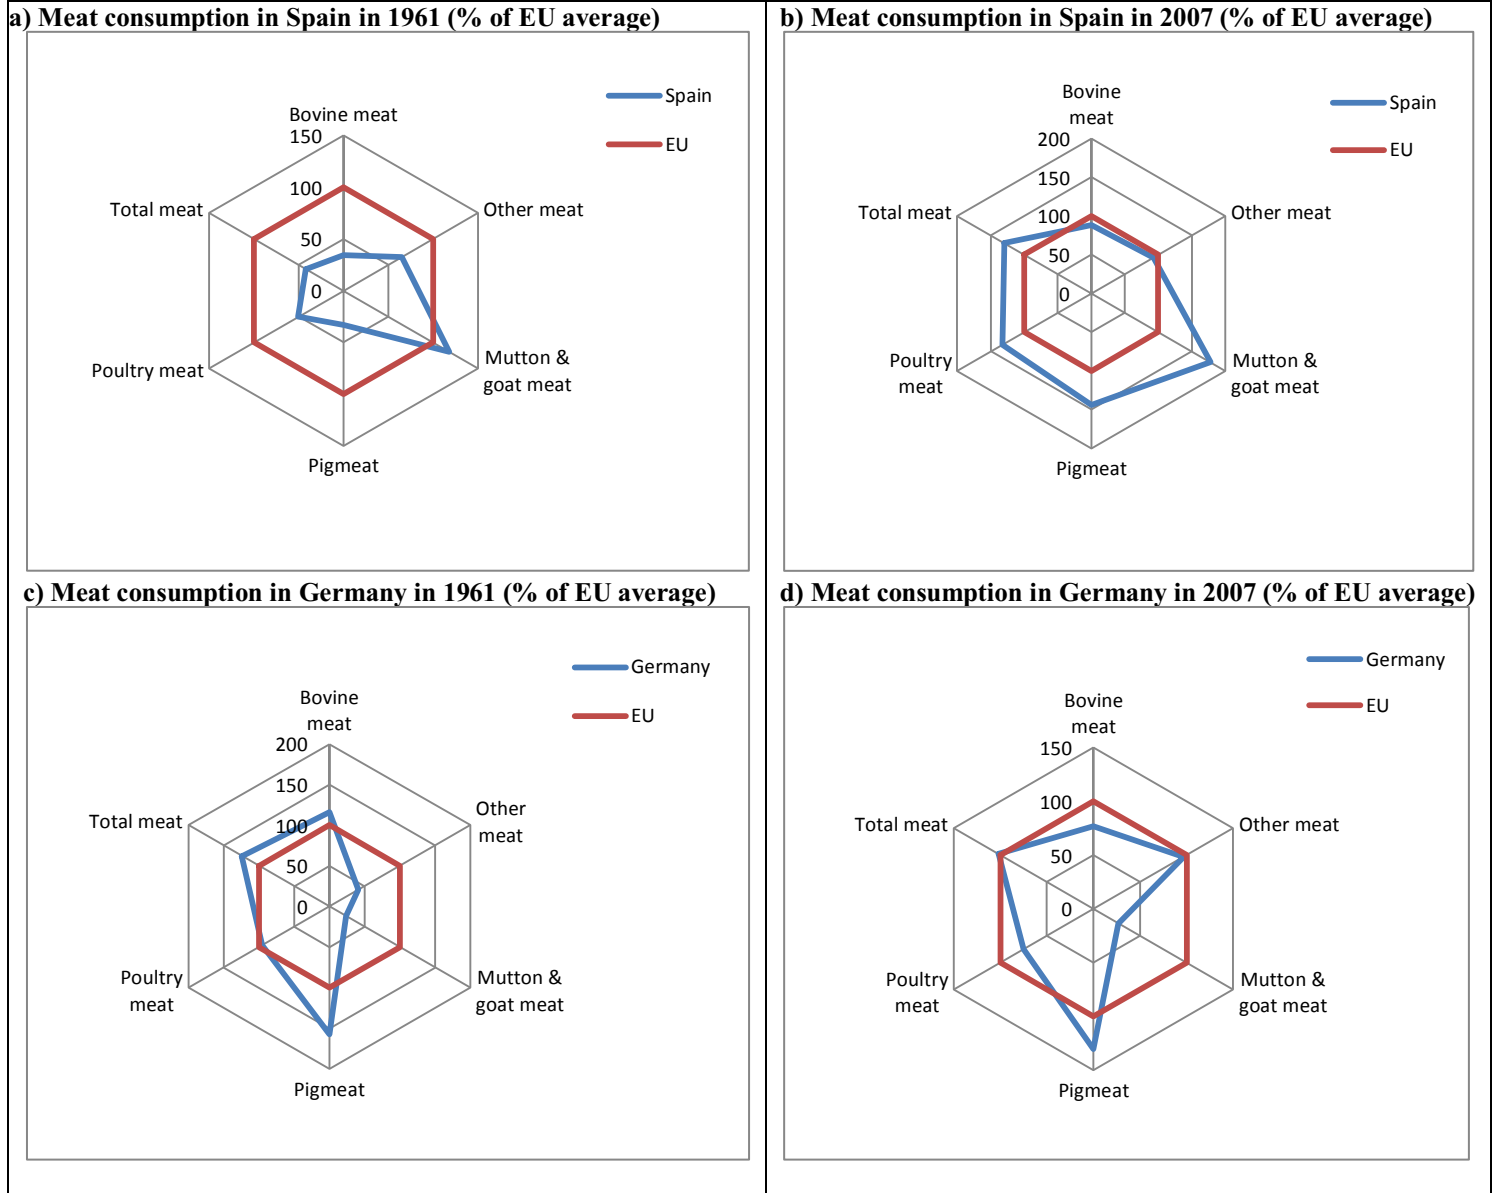 a) Meat consumption in Spain in 1961 (% of EU average)
Spain
EU
Bovine meat
150
100
50
0
Other meat
Mutton &
goat meat
Pigmeat
Poultry meat
Total meat
b) Meat consumption in Spain in 2007 (% of EU average)
Spain
EU
Bovine
meat
200
150
100
50
0
Other meat
Mutton &
goat meat
Pigmeat
Poultry
meat
Total meat
c) Meat consumption in Germany in 1961 (% of EU average)
Germany
EU
Bovine
meat
200
150
100
50
0
Other
meat
Mutton &
goat meat
Pigmeat
Poultry
meat
Total meat
d) Meat consumption in Germany in 2007 (% of EU average)
Germany
EU
Bovine
meat
150
100
50
0
Other meat
Mutton &
goat meat
Pigmeat
Poultry
meat
Total meat